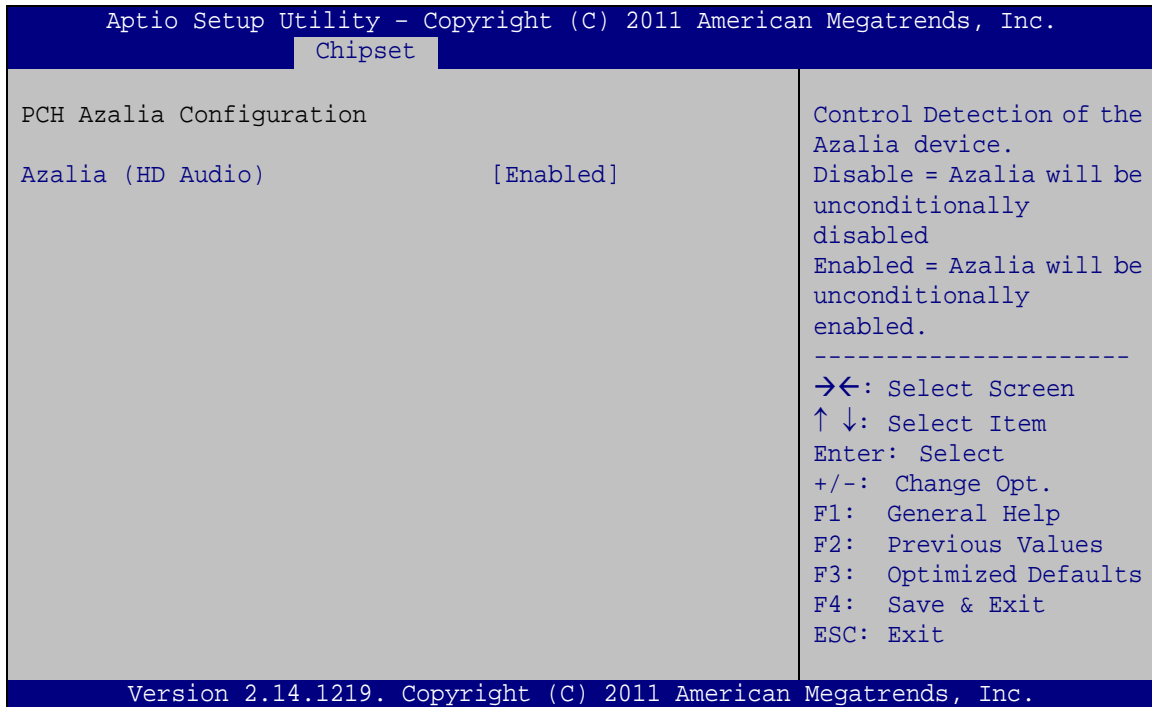 Aptio Setup Utility – Copyright (C) 2011 American Megatrends, Inc.
Chipset
PCH Azalia Configuration
Azalia (HD Audio) [Enabled]
Control Detection of the
Azalia device.
Disable = Azalia will be
unconditionally
disabled
Enabled = Azalia will be
unconditionally
enabled.
----------------------
→←: Select Screen
↑ ↓: Select Item
Enter: Select
+/-: Change Opt.
F1: General Help
F2: Previous Values
F3: Optimized Defaults
F4: Save & Exit
ESC: Exit
Version 2.14.1219. Copyright (C) 2011 American Megatrends, Inc.